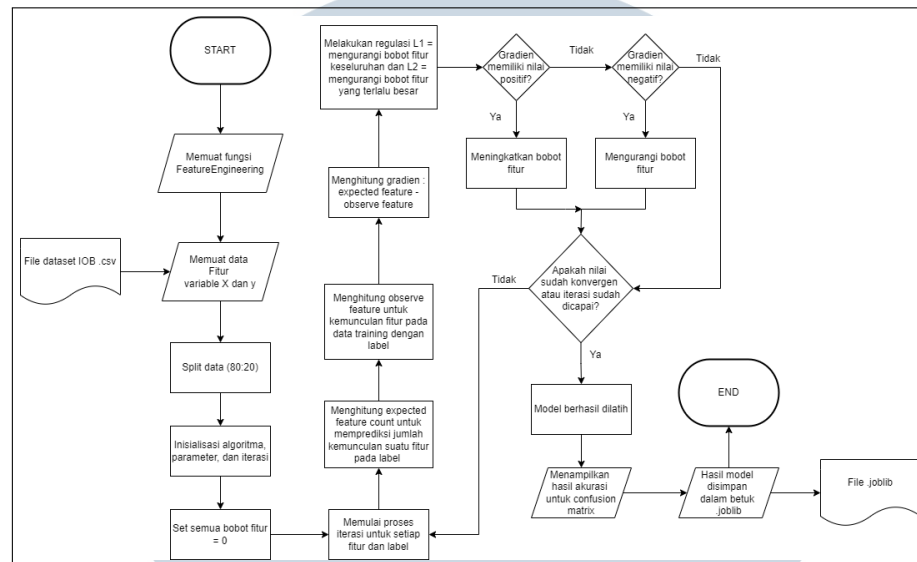 START
Memuat fungsi
FeatureEngineering
File dataset IOB .csv
Memuat data
Fitur
variable X dan y
Split data (80:20)
Inisialisasi algoritma,
parameter, dan iterasi
Set semua bobot fitur
= 0
Memulai proses
iterasi untuk setiap
fitur dan label
Menghitung expected
feature count untuk
memprediksi jumlah
kemunculan suatu fitur
pada label
Menghitung observe
feature untuk
kemunculan fitur pada
data training dengan
label
Menghitung gradien :
expected feature -
observe feature
Melakukan regulasi L1 =
mengurangi bobot fitur
keseluruhan dan L2 =
mengurangi bobot fitur
yang terlalu besar
Gradien
memiliki nilai
positif?
Tidak
Gradien
memiliki nilai
negatif?
Tidak
Ya
Ya
Meningkatkan bobot
fitur
Mengurangi bobot
fitur
Apakah nilai
sudah konvergen
atau iterasi sudah
dicapai?
Tidak
Ya
Model berhasil dilatih
Menampilkan
hasil akurasi
untuk confusion
matrix
Hasil model
disimpan
dalam betuk
.joblib
END
File .joblib